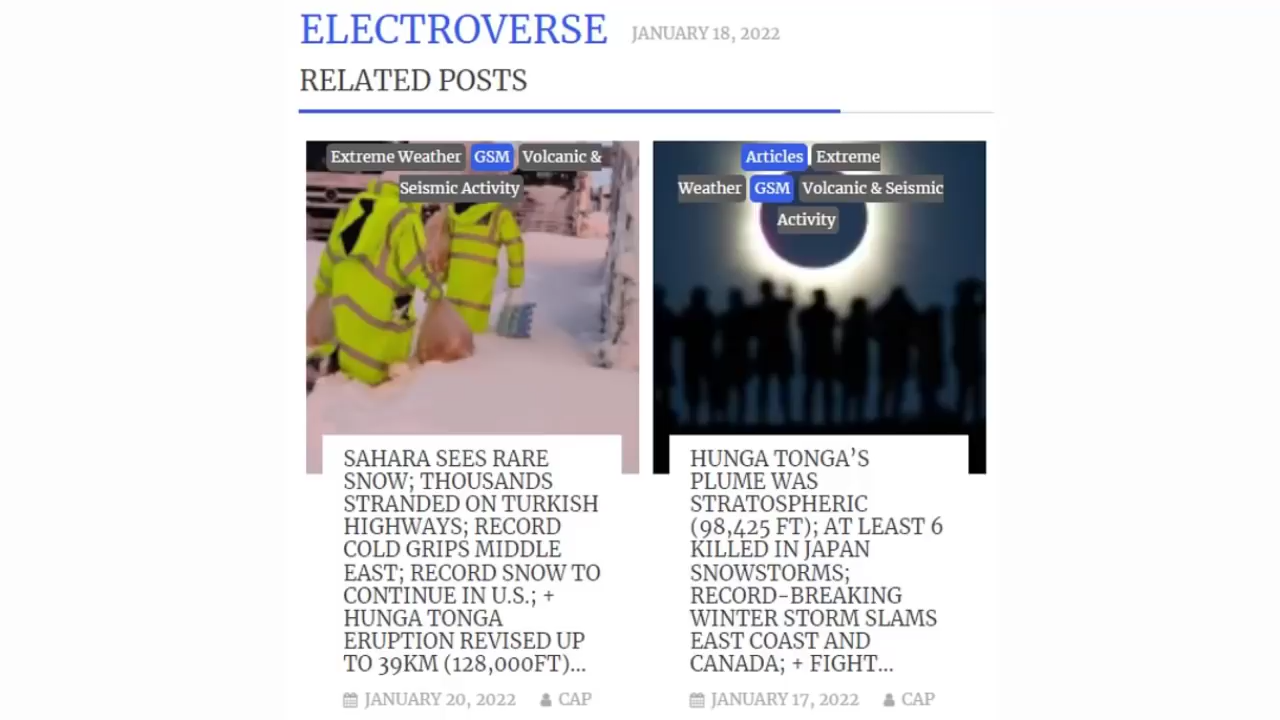 ELECTROVERSE JANUARY 18, 2022
RELATED POSTS
Extreme Weather GSM Volcanic &
Seismic Activity
SAHARA SEES RARE
SNOW; THOUSANDS
STRANDED ON TURKISH
HIGHWAYS; RECORD
COLD GRIPS MIDDLE
EAST; RECORD SNOW TO
CONTINUE IN U.S.; +
HUNGA TONGA
ERUPTION REVISED UP
TO 39KM (128,000FT)...
JANUARY 20, 2022 CAP
Articles Extreme
Weather GSM Volcanic & Seismic
Activity
HUNGA TONGA’S
PLUME WAS
STRATOSPHERIC
(98,425 FT); AT LEAST 6
KILLED IN JAPAN
SNOWSTORMS;
RECORD-BREAKING
WINTER STORM SLAMS
EAST COAST AND
CANADA; + FIGHT...
JANUARY 17, 2022 CAP